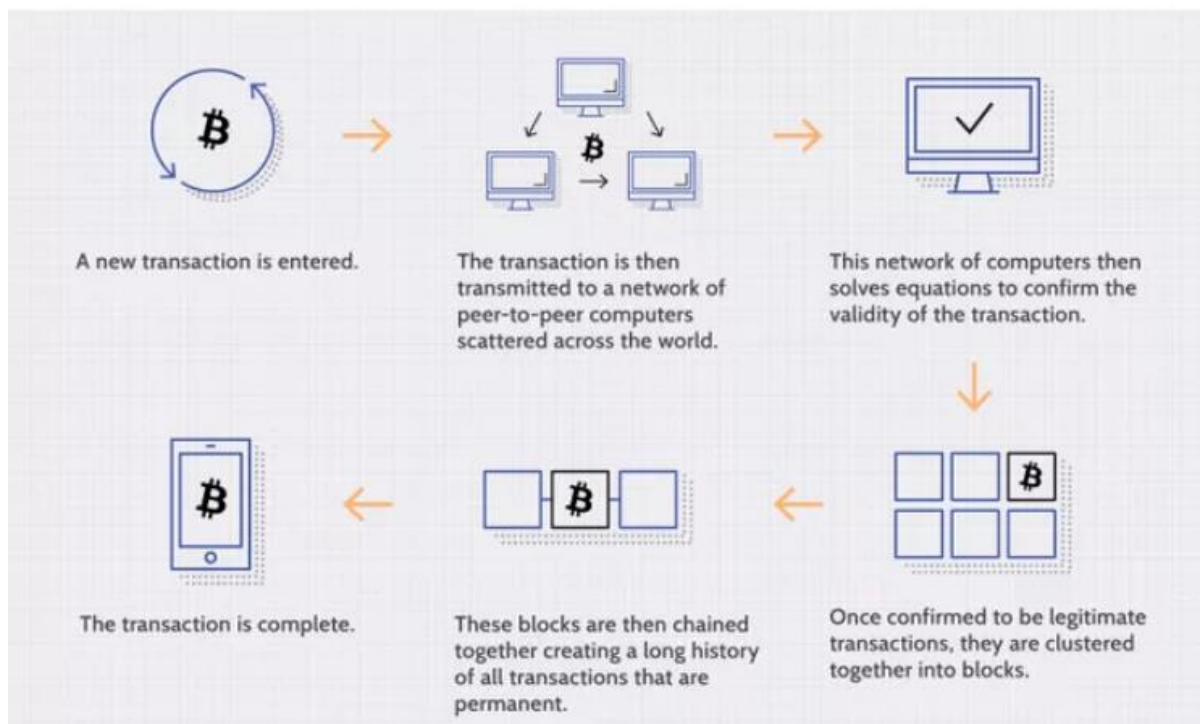 A new transaction is entered.
The transaction is then
transmitted to a network of
peer-to-peer computers
scattered across the world.
This network of computers then
solves equations to confirm the
validity of the transaction.
Once confirmed to be legitimate
transactions, they are clustered
together into blocks.
These blocks are then chained
together creating a long history
of all transactions that are
permanent.
The transaction is complete.